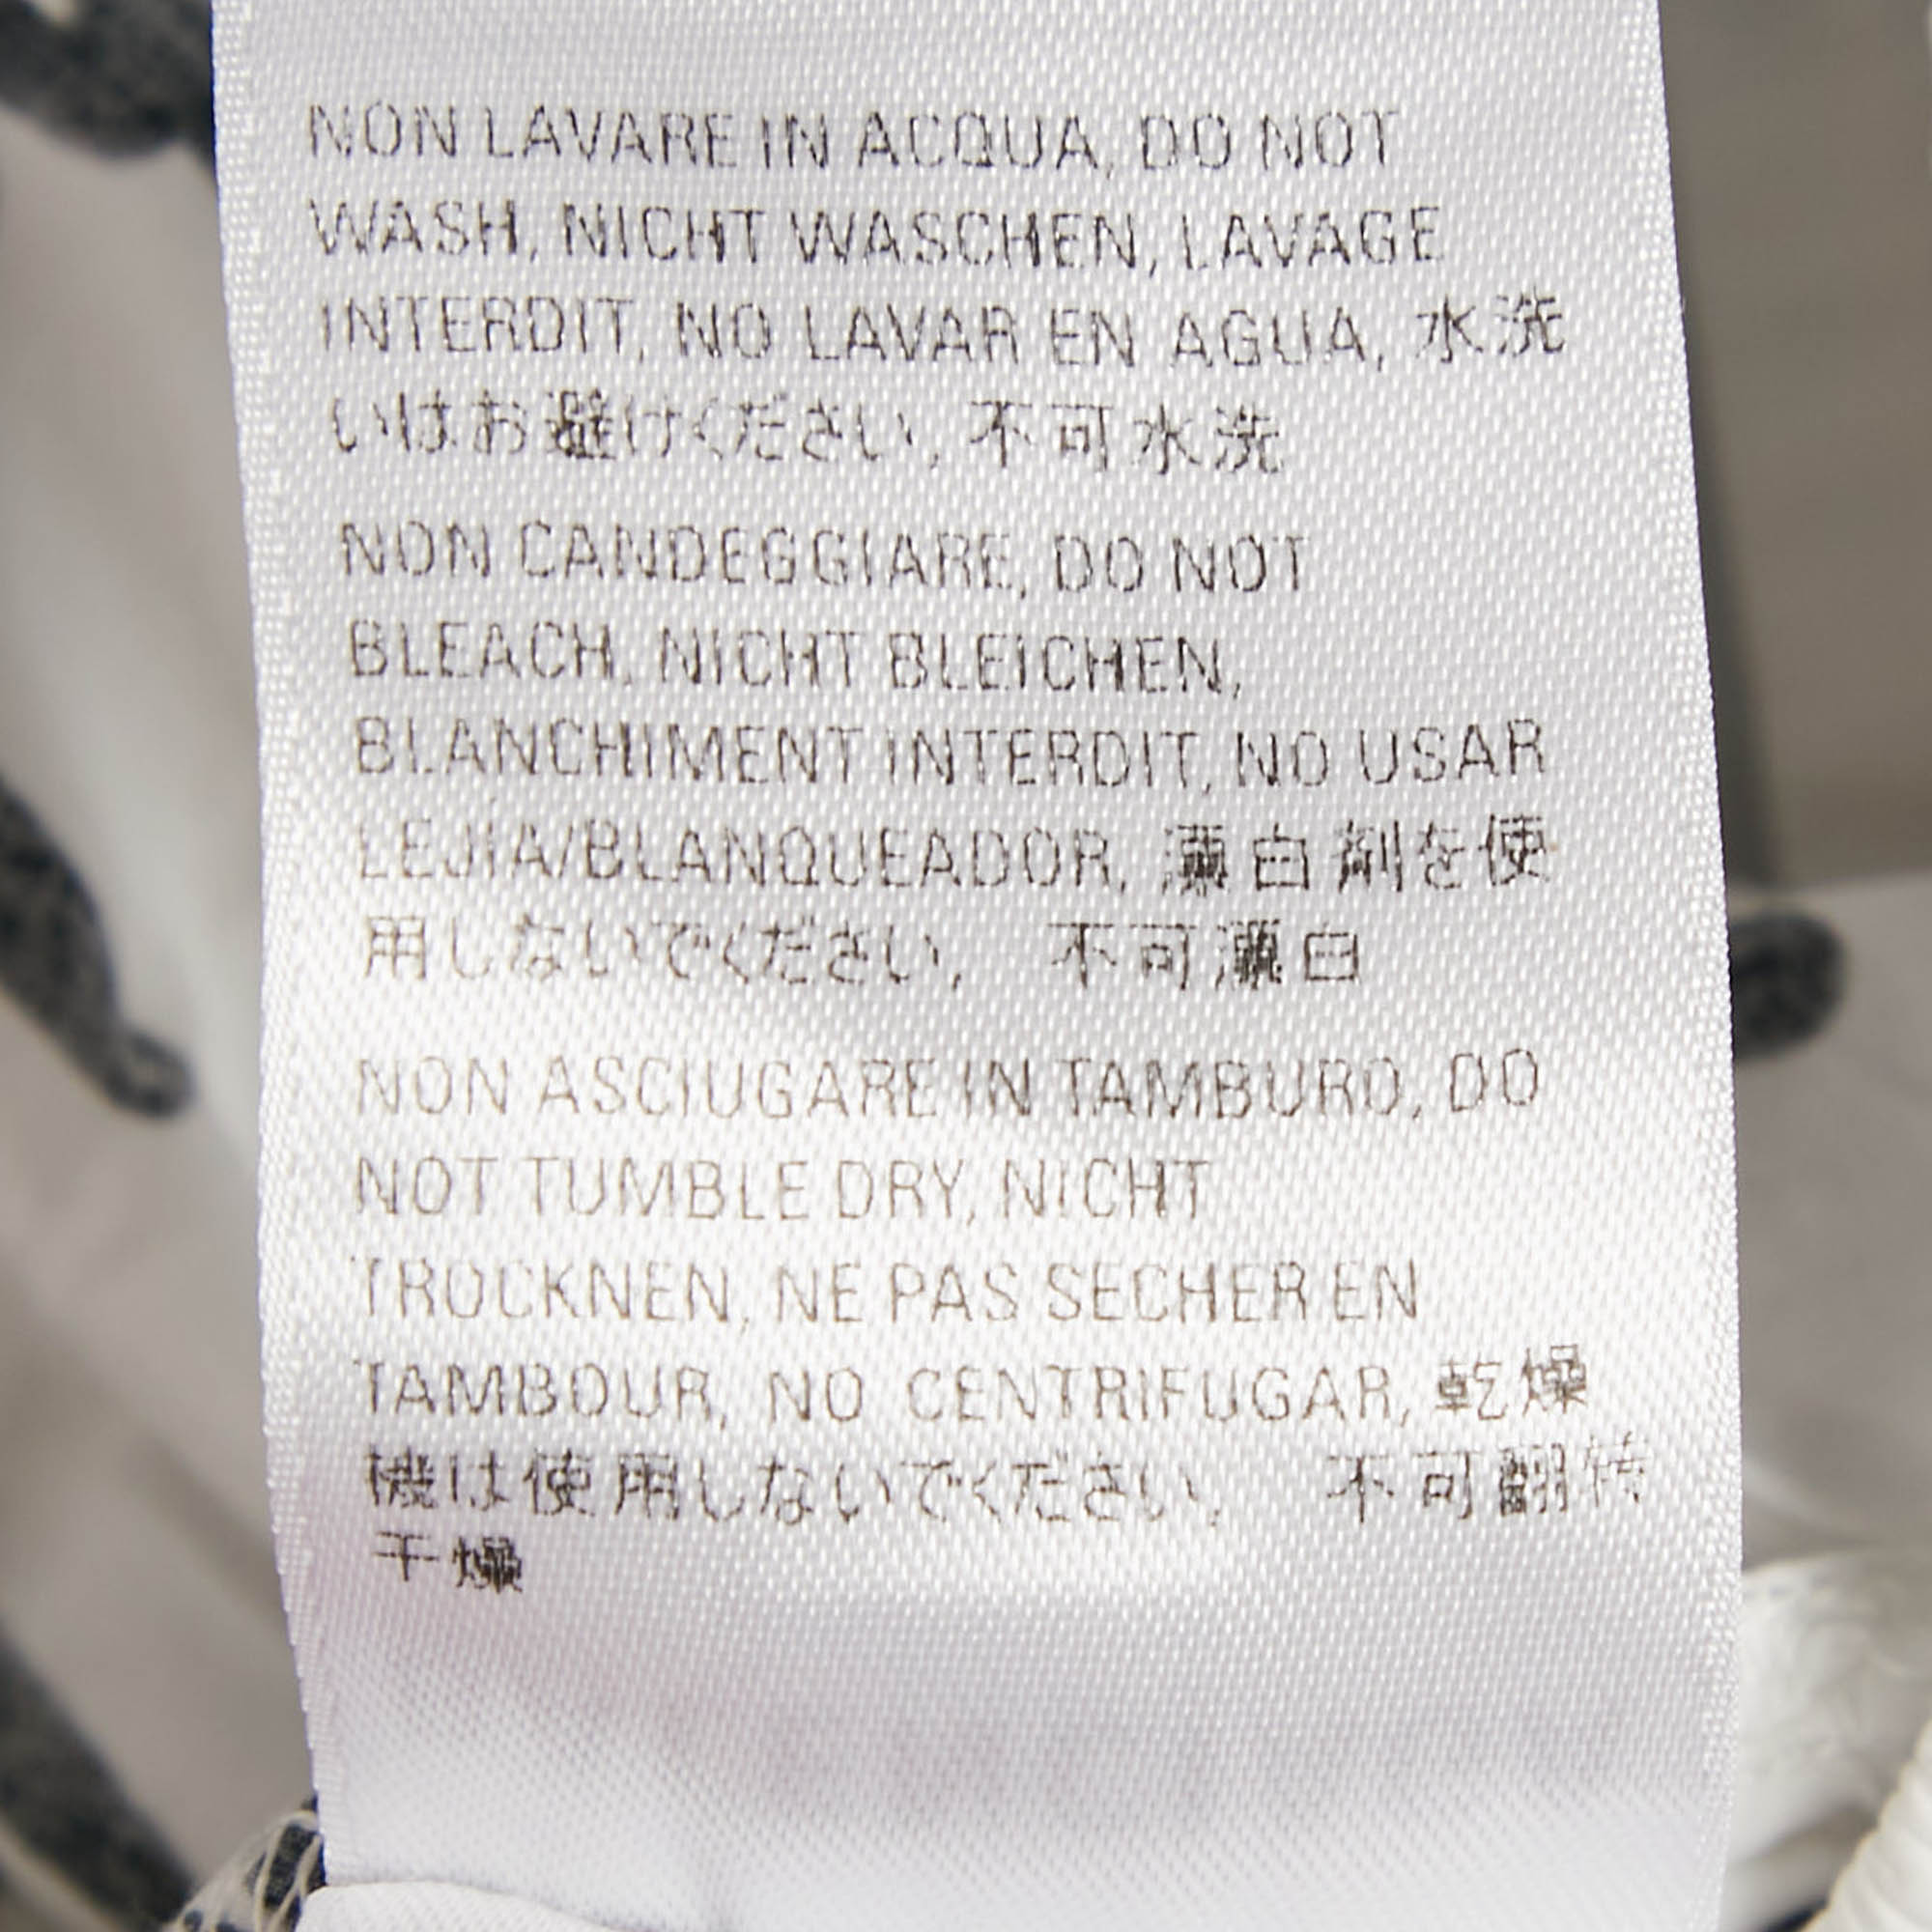 NON LAVARE IN ACQUA, DO NOT
WASH, NICHT WASCHEN, LAVAGE
INTERDIT, NO LAVAR EN AGUA, 水洗
いはお避けください, 不可水洗
NON CANDEGGIARE, DO NOT
BLEACH, NICHT BLEICHEN,
BLANCHIMENT INTERDIT, NO USAR
LEJÍA/BLANQUEADOR, 漂白剤を使
用しないでください, 不可漂白
NON ASCIUGARE IN TAMBURO, DO
NOT TUMBLE DRY, NICHT
TROCKNEN, NE PAS SECHER EN
TAMBOUR, NO CENTRIFUGAR, 乾燥
機は使用しないでください, 不可翻转
干燥